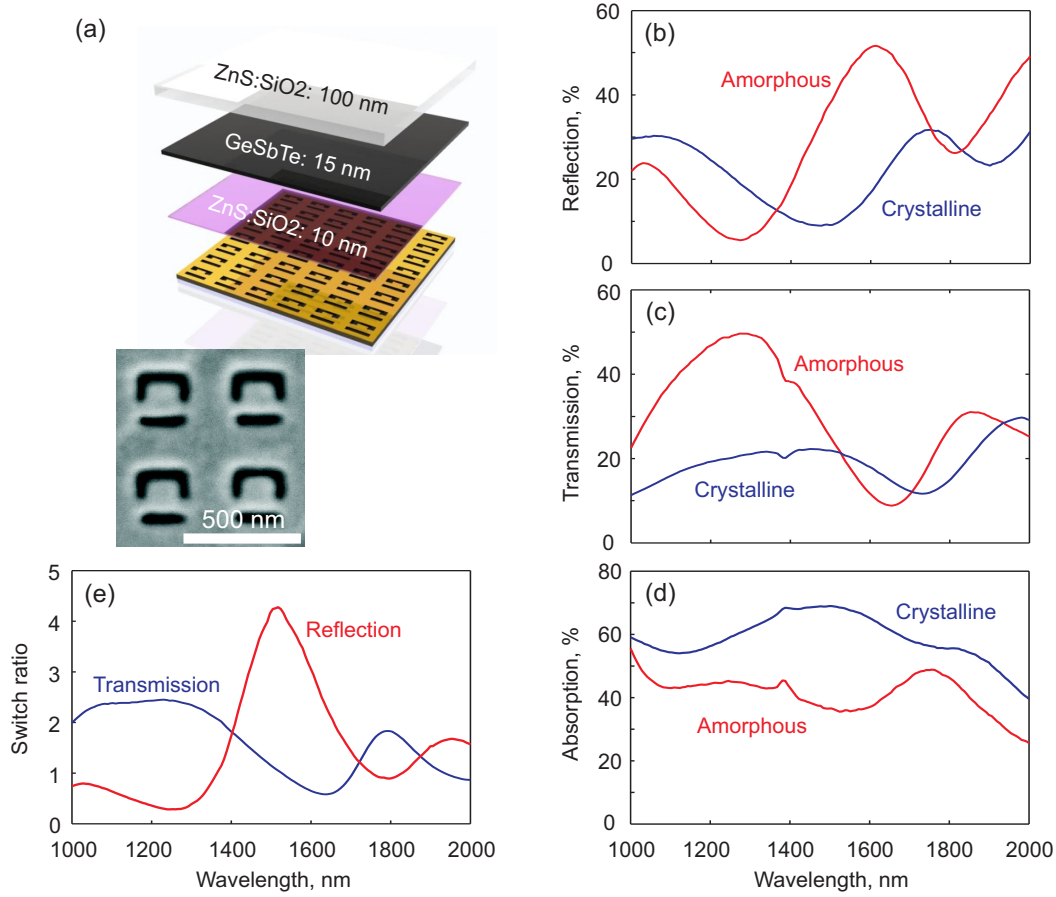 (a)
ZnS:SiO2: 100 nm
GeSbTe: 15 nm
ZnS:SiO2: 10 nm
500 nm
(b)
Reflection, %
60
40
20
0
Amorphous
Crystalline
(c)
Transmission, %
60
40
20
0
Amorphous
Crystalline
(d)
Absorption, %
80
60
40
20
0
Crystalline
Amorphous
1000 1200 1400 1600 1800 2000
Wavelength, nm
(e)
Switch ratio
5
4
3
2
1
0
Reflection
Transmission
1000 1200 1400 1600 1800 2000
Wavelength, nm